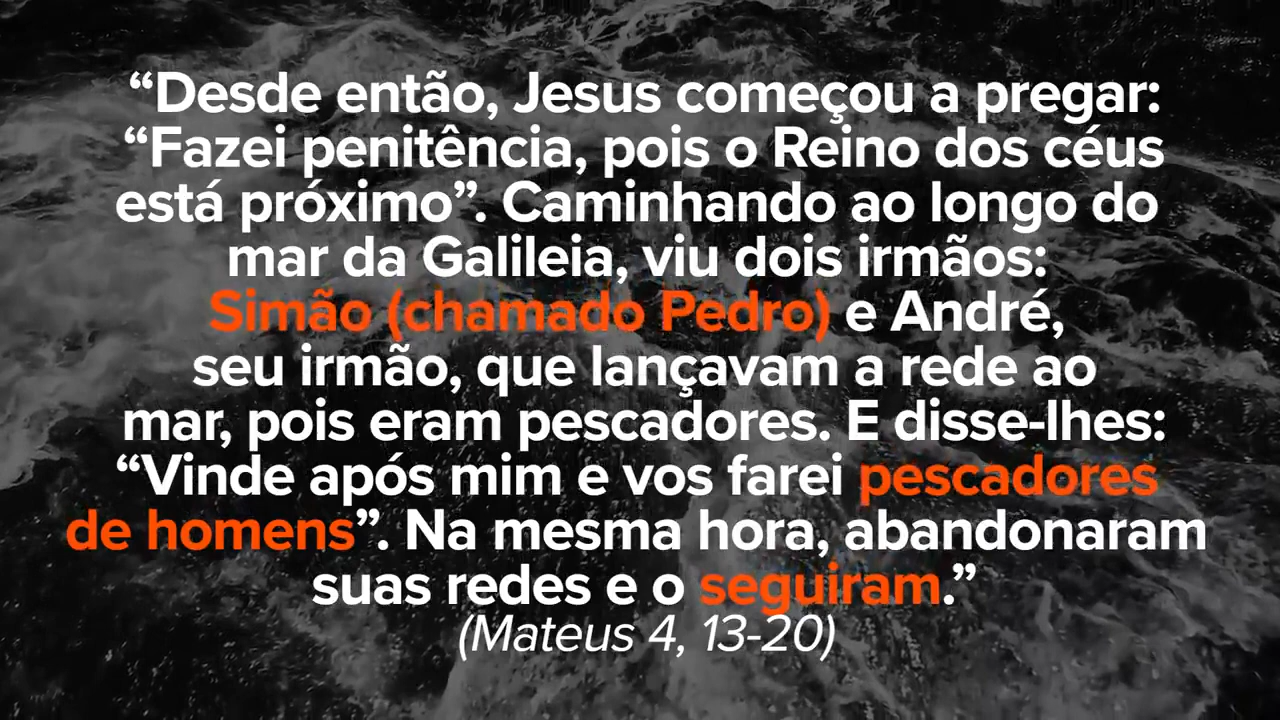 “Desde então, Jesus começou a pregar:
“Fazei penitência, pois o Reino dos céus
está próximo”. Caminhando ao longo do
mar da Galileia, viu dois irmãos:
Simão (chamado Pedro) e André,
seu irmão, que lançavam a rede ao
mar, pois eram pescadores. E disse-lhes:
“Vinde após mim e vos farei pescadores
de homens”. Na mesma hora, abandonaram
suas redes e o seguiram.”
(Mateus 4, 13-20)